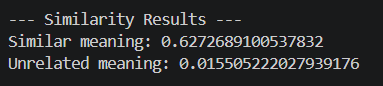 --- Similarity Results ---
Similar meaning: 0.6272689100537832
Unrelated meaning: 0.015505222027939176